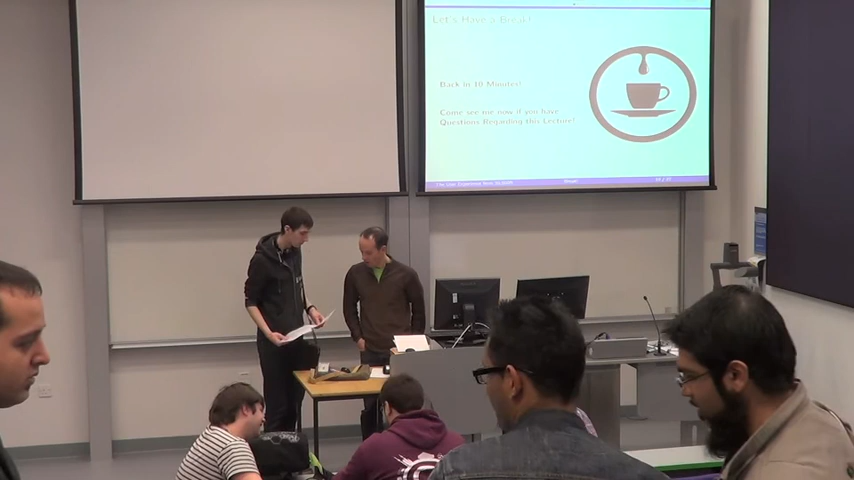 Let's Have a Break!
Back in 10 Minutes!
Come see me now if you have
Questions Regarding this Lecture!